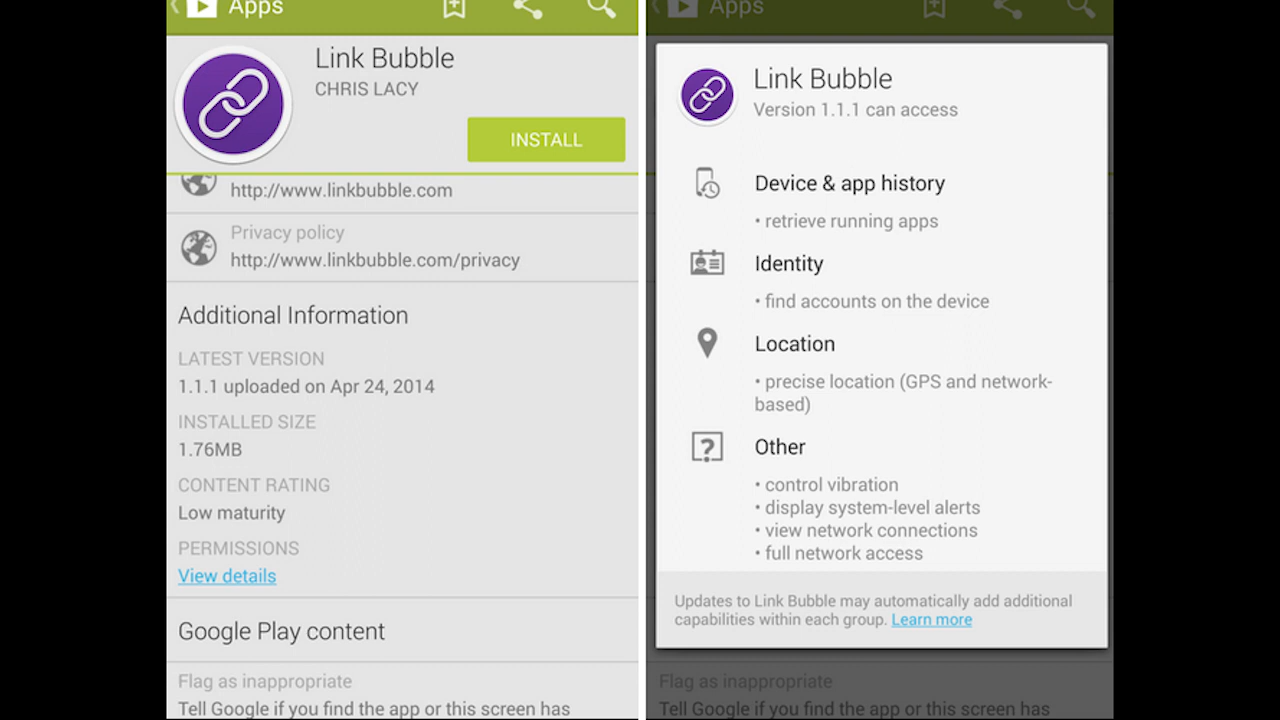 Apps
Link Bubble
CHRIS LACY
INSTALL
http://www.linkbubble.com
Privacy policy
http://www.linkbubble.com/privacy
Additional Information
LATEST VERSION
1.1.1 uploaded on Apr 24, 2014
INSTALLED SIZE
1.76MB
CONTENT RATING
Low maturity
PERMISSIONS
View details
Google Play content
Flag as inappropriate
Tell Google if you find the app or this screen has
Apps
Link Bubble
Version 1.1.1 can access
Device & app history
• retrieve running apps
Identity
• find accounts on the device
Location
• precise location (GPS and network-
based)
?
Other
• control vibration
• display system-level alerts
• view network connections
• full network access
Updates to Link Bubble may automatically add additional
capabilities within each group. Learn more
Flag as inappropriate
Tell Google if you find the app or this screen has